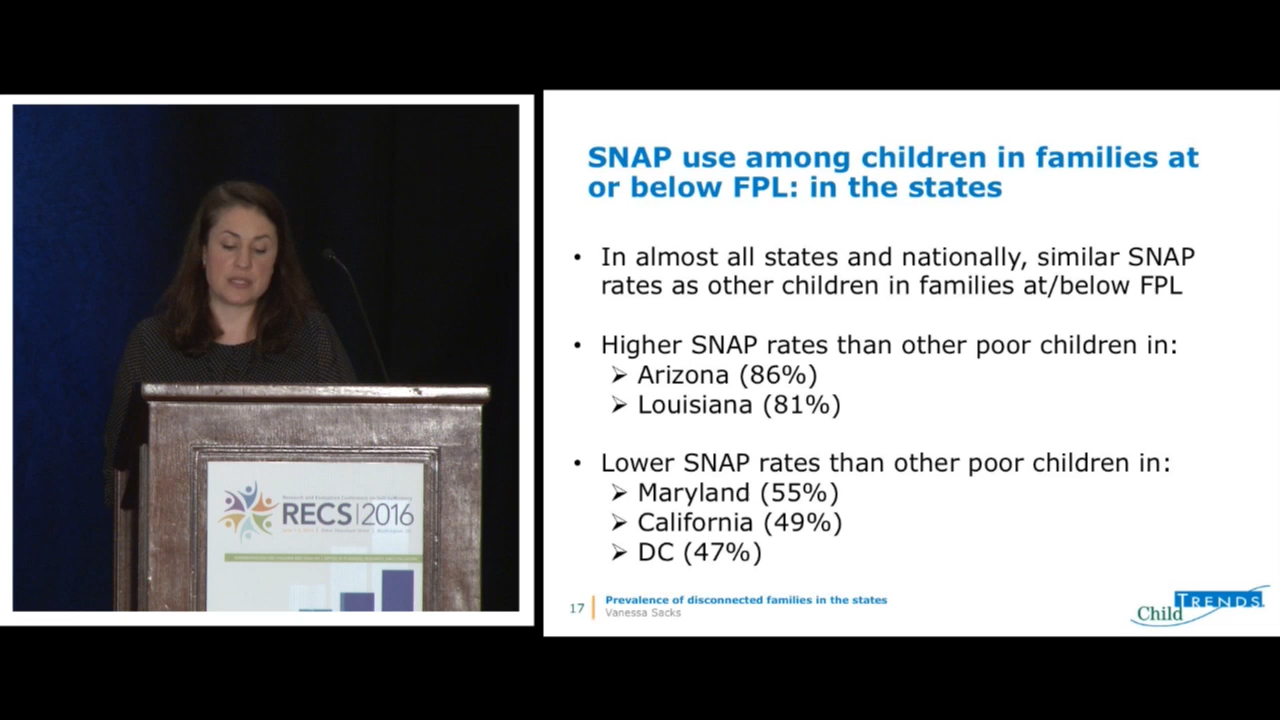 SNAP use among children in families at
or below FPL: in the states
• In almost all states and nationally, similar SNAP
rates as other children in families at/below FPL
• Higher SNAP rates than other poor children in:
➢ Arizona (86%)
➢ Louisiana (81%)
• Lower SNAP rates than other poor children in:
➢ Maryland (55%)
➢ California (49%)
➢ DC (47%)
17
Prevalence of disconnected families in the states
Vanessa Sacks
Child TRENDS
RECS|2016